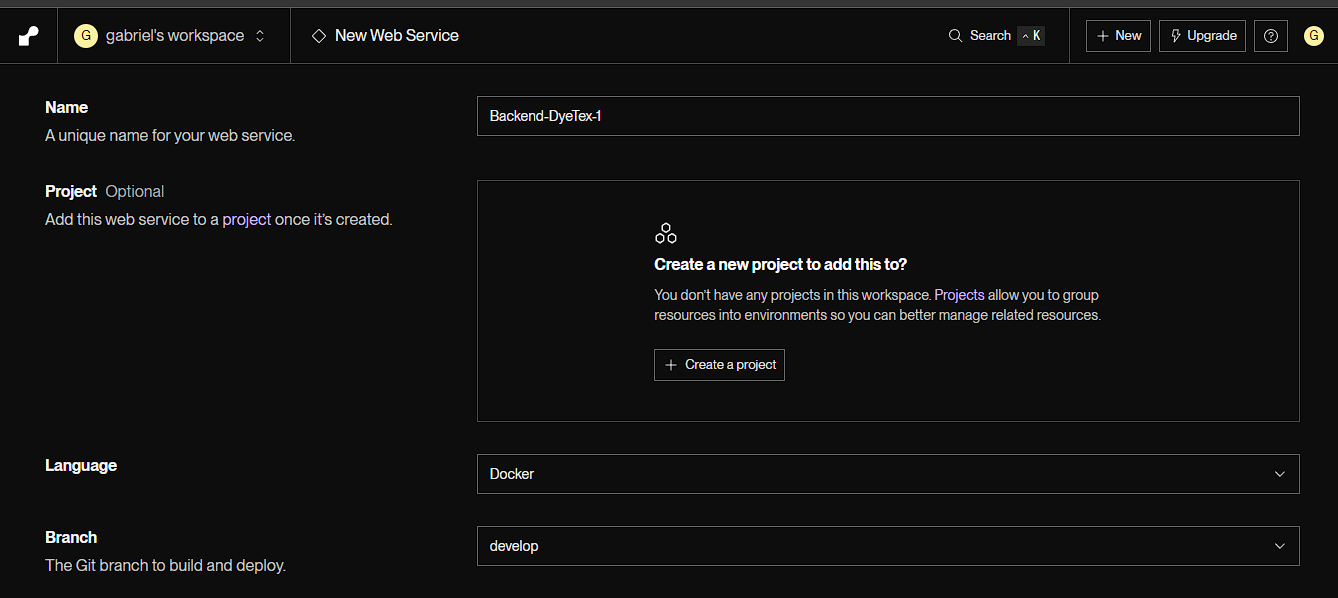 G gabriel's workspace New Web Service Search ^ K + New Upgrade G
Name
A unique name for your web service.
Backend-DyeTex-1
Project Optional
Add this web service to a project once it's created.
Create a new project to add this to?
You don't have any projects in this workspace. Projects allow you to group
resources into environments so you can better manage related resources.
+ Create a project
Language
Docker
Branch
The Git branch to build and deploy.
develop